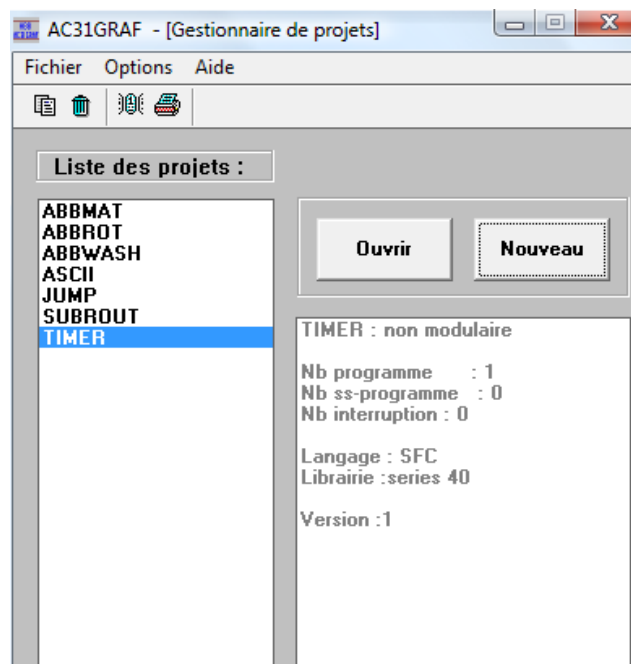 AC31GRAF - [Gestionnaire de projets]
Fichier Options Aide
Liste des projets :
ABBMAT
ABBROT
ABBWASH
ASCII
JUMP
SUBROUT
TIMER
Ouvrir
Nouveau
TIMER : non modulaire
Nb programme : 1
Nb ss-programme : 0
Nb interruption : 0
Langage : SFC
Librairie :series 40
Version :1